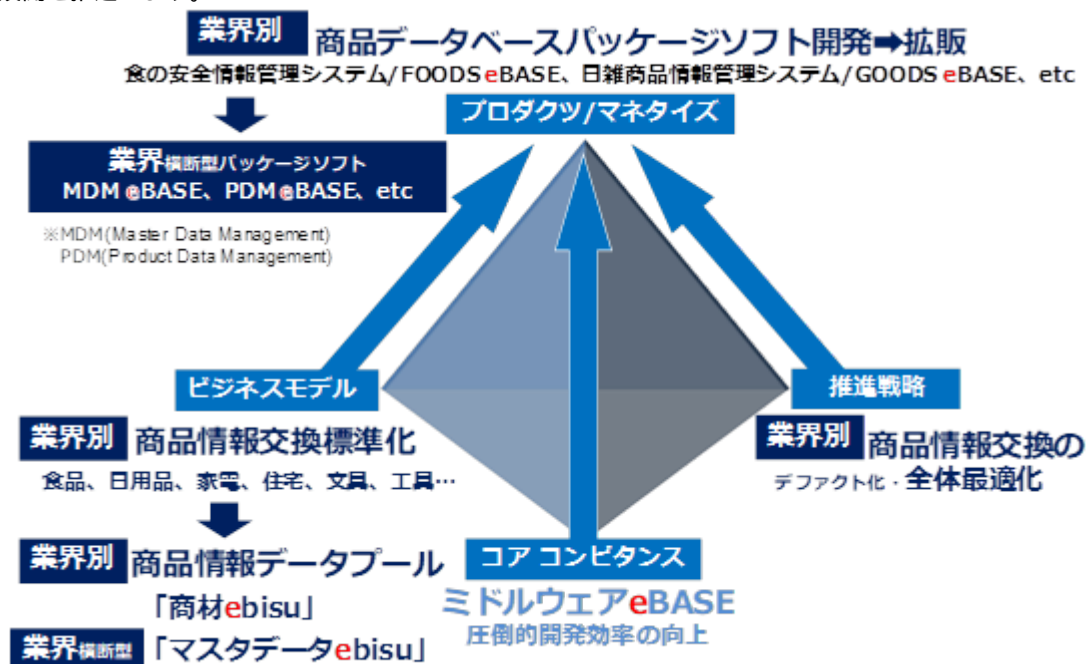 業界別 商品データベースパッケージソフト開発➡拡販
食の安全情報管理システム/FOODS eBASE、日雑商品情報管理システム/GOODS eBASE、etc
プロダクツ/マネタイズ
業界横断型パッケージソフト
MDM eBASE、PDM eBASE、etc
※MDM(Master Data Management)
PDM(Product Data Management)
ビジネスモデル
業界別 商品情報交換標準化
食品、日用品、家電、住宅、文具、工具…
業界別 商品情報データプール
「商材ebisu」
業界横断型 「マスタデータebisu」
推進戦略
業界別 商品情報交換の
デファクト化・全体最適化
コア コンピタンス
ミドルウェアeBASE
圧倒的開発効率の向上